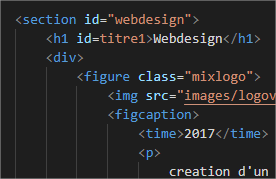 <section id="webdesign">
<h1 id=titre1>Webdesign</h1>
<div>
<figure class="mixlogo">
<img src="images/logov
<figcaption>
<time>2017</time>
<p>
creation d'un